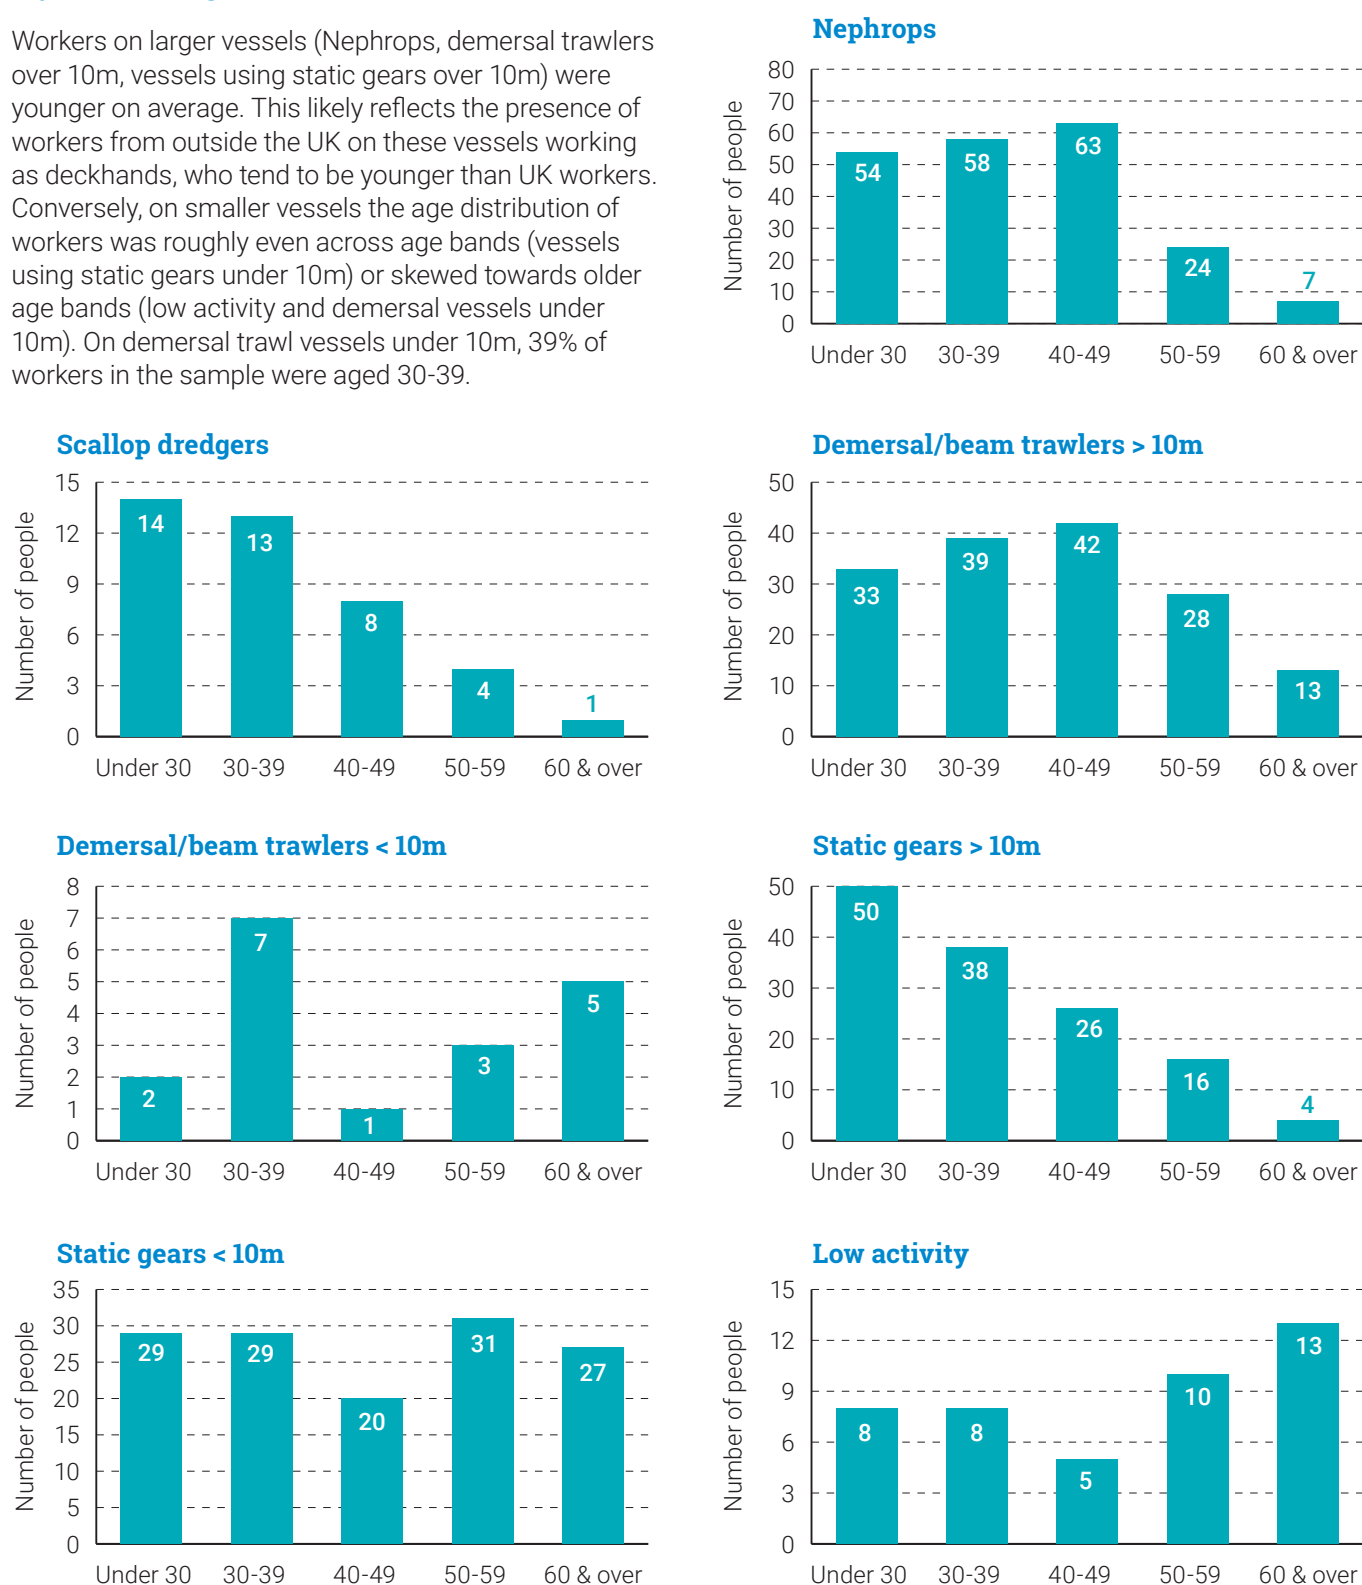 Workers on larger vessels (Nephrops, demersal trawlers
over 10m, vessels using static gears over 10m) were
younger on average. This likely reflects the presence of
workers from outside the UK on these vessels working
as deckhands, who tend to be younger than UK workers.
Conversely, on smaller vessels the age distribution of
workers was roughly even across age bands (vessels
using static gears under 10m) or skewed towards older
age bands (low activity and demersal vessels under
10m). On demersal trawl vessels under 10m, 39% of
workers in the sample were aged 30-39.
Nephrops
Number of people
80
70
60
50
40
30
20
10
0
54
58
63
24
7
Under 30 30-39 40-49 50-59 60 & over
Scallop dredgers
Number of people
15
12
9
6
3
0
14
13
8
4
1
Under 30 30-39 40-49 50-59 60 & over
Demersal/beam trawlers > 10m
Number of people
50
40
30
20
10
0
33
39
42
28
13
Under 30 30-39 40-49 50-59 60 & over
Demersal/beam trawlers < 10m
Number of people
8
7
6
5
4
3
2
1
0
2
7
1
3
5
Under 30 30-39 40-49 50-59 60 & over
Static gears > 10m
Number of people
50
40
30
20
10
0
50
38
26
16
4
Under 30 30-39 40-49 50-59 60 & over
Static gears < 10m
Number of people
35
30
25
20
15
10
5
0
29
29
20
31
27
Under 30 30-39 40-49 50-59 60 & over
Low activity
Number of people
15
12
9
6
3
0
8
8
5
10
13
Under 30 30-39 40-49 50-59 60 & over